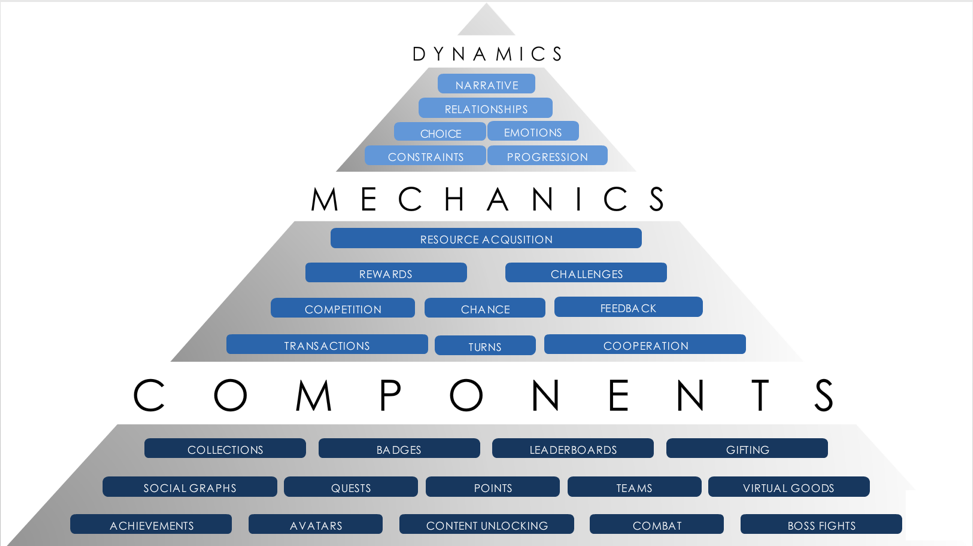 DYNAMICS
NARRATIVE
RELATIONSHIPS
CHOICE EMOTIONS
CONSTRAINTS PROGRESSION
MECHANICS
RESOURCE ACQUSITION
REWARDS CHALLENGES
COMPETITION CHANCE FEEDBACK
TRANSACTIONS TURNS COOPERATION
COMPONENTS
COLLECTIONS BADGES LEADERBOARDS GIFTING
SOCIAL GRAPHS QUESTS POINTS TEAMS VIRTUAL GOODS
ACHIEVEMENTS AVATARS CONTENT UNLOCKING COMBAT BOSS FIGHTS